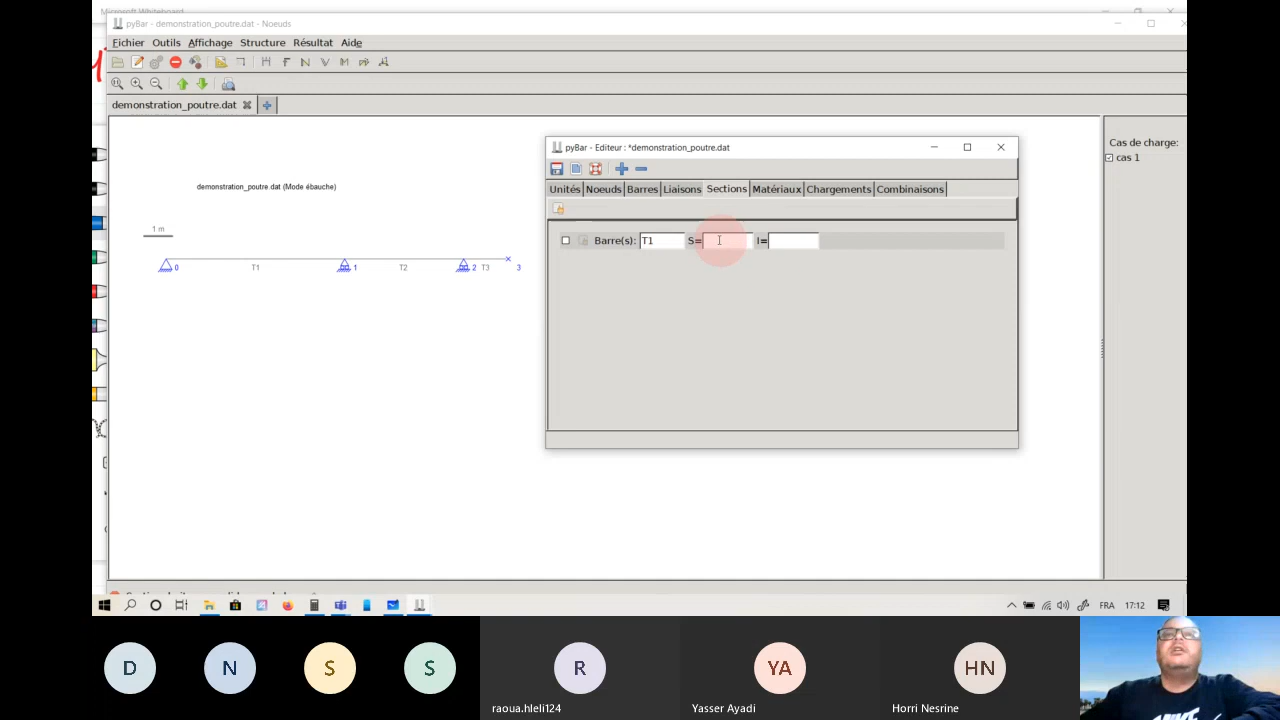 Microsoft Whiteboard
pyBar - demonstration_poutre.dat - Noeuds
Fichier Outils Affichage Structure Résultat Aide
demonstration_poutre.dat
Cas de charge:
cas 1
pyBar - Editeur : *demonstration_poutre.dat
Unités Noeuds Barres Liaisons Sections Matériaux Chargements Combinaisons
Barre(s): T1 S= I=
demonstration_poutre.dat (Mode ébauche)
1 m
0 T1 1 T2 2 T3 3
FRA 17:12
D N S S R YA HN
raoua.hleli124 Yasser Ayadi Horri Nesrine